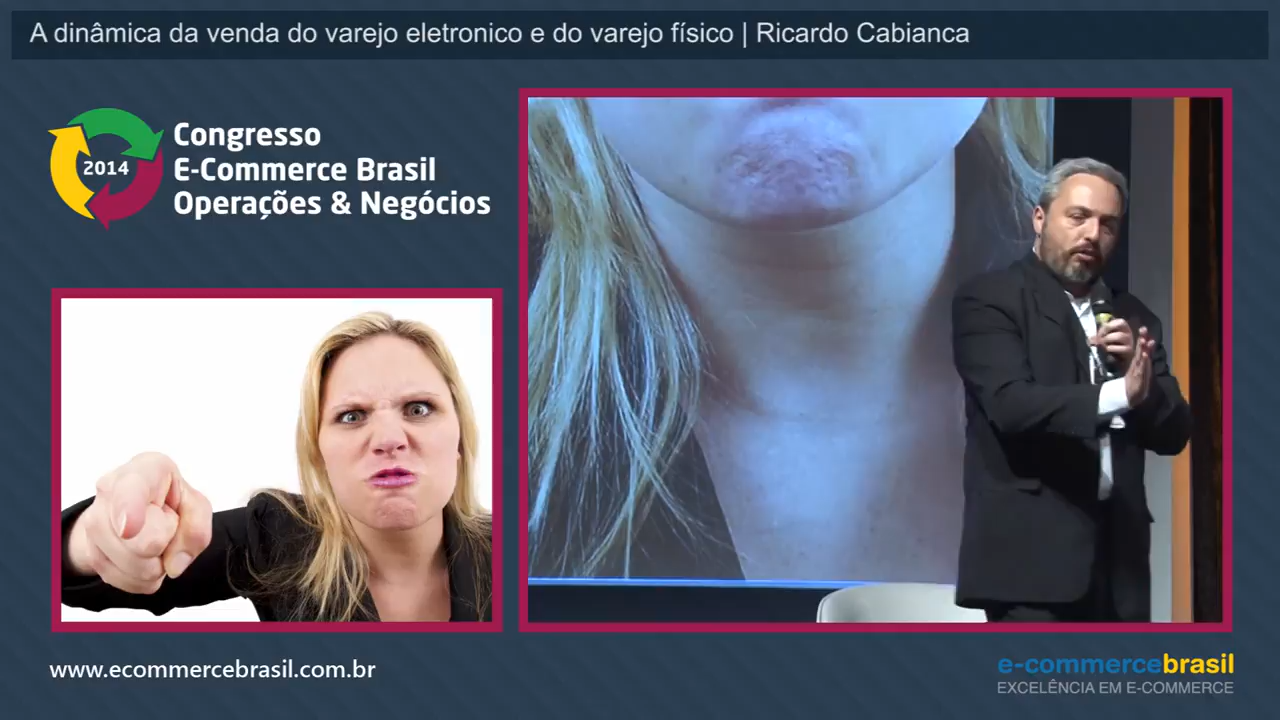 A dinâmica da venda do varejo eletronico e do varejo físico | Ricardo Cabianca
2014
Congresso
E-Commerce Brasil
Operações & Negócios
www.ecommercebrasil.com.br
e-commercebrasil
EXCELÊNCIA EM E-COMMERCE